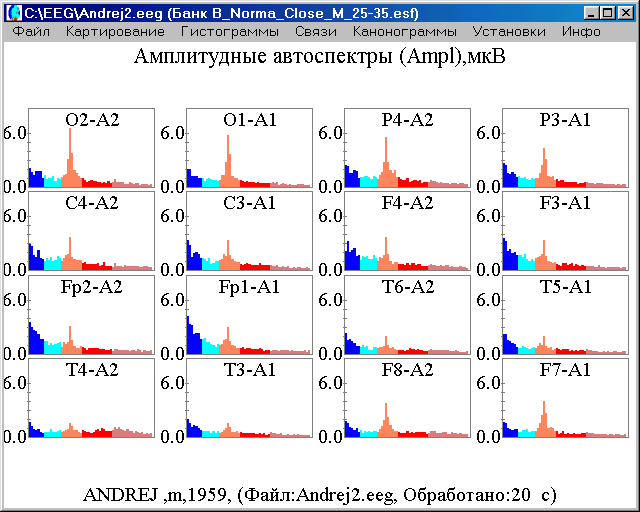 C:\EEG\Andrej2.eeg (Банк B_Norma_Close_M_25-35.esf)
Файл Картирование Гистограммы Связи Канонограммы Установки Инфо
Амплитудные автоспектры (Ampl),мкВ
O2-A2 O1-A1 P4-A2 P3-A1
6.0 6.0 6.0 6.0
0.0 0.0 0.0 0.0
C4-A2 C3-A1 F4-A2 F3-A1
6.0 6.0 6.0 6.0
0.0 0.0 0.0 0.0
Fp2-A2 Fp1-A1 T6-A2 T5-A1
6.0 6.0 6.0 6.0
0.0 0.0 0.0 0.0
T4-A2 T3-A1 F8-A2 F7-A1
6.0 6.0 6.0 6.0
0.0 0.0 0.0 0.0
ANDREJ ,m,1959, (Файл:Andrej2.eeg, Обработано:20 с)